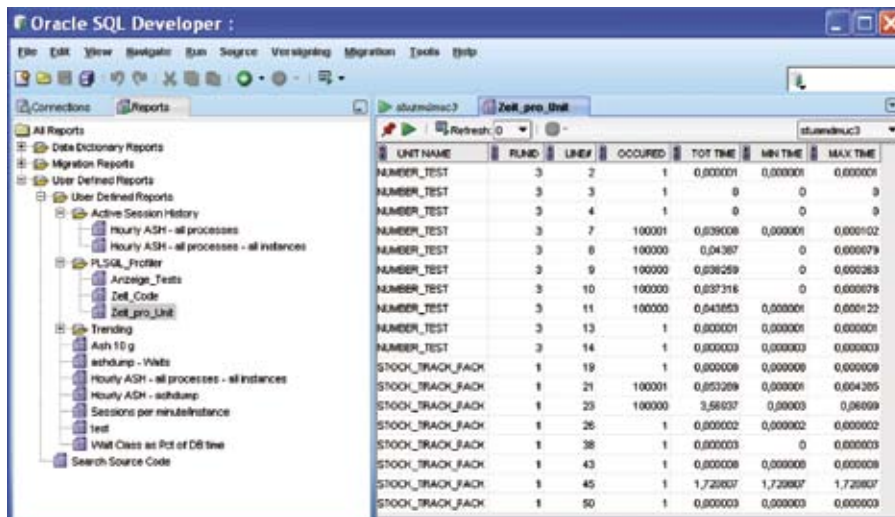 Oracle SQL Developer :
File Edit View Navigate Run Source Versigning Migration Tools Help
Connections Reports
All Reports
Data Dictionary Reports
Migration Reports
User Defined Reports
User Defined Reports
Active Session History
Hourly ASH - all processes
Hourly ASH - all processes - all instances
PLSQL_Profiler
Anzeige_Tests
Zeit_Code
Zeit_pro_Unit
Trending
Ash 10 g
ashdump - Waits
Hourly ASH - all processes - all instances
Hourly ASH - ashdump
Sessions per minute/instance
test
Wait Class as Pct of DB time
Search Source Code
Zeit_pro_Unit
Refresh: 0
UNIT NAME RUNID LINE# OCCURED TOT TIME MIN TIME MAX TIME
NUMBER_TEST 3 2 1 0,000001 0,000001 0,000001
NUMBER_TEST 3 3 1 0 0 0
NUMBER_TEST 3 4 1 0 0 0
NUMBER_TEST 3 7 100001 0,039008 0,000001 0,000102
NUMBER_TEST 3 8 100000 0,04387 0 0,000079
NUMBER_TEST 3 9 100000 0,038259 0 0,000263
NUMBER_TEST 3 10 100000 0,037316 0 0,000078
NUMBER_TEST 3 11 100000 0,043853 0,000001 0,000122
NUMBER_TEST 3 13 1 0,000001 0,000001 0,000001
NUMBER_TEST 3 14 1 0,000003 0,000003 0,000003
STOCK_TRACK_PACK 1 19 1 0,000008 0,000008 0,000008
STOCK_TRACK_PACK 1 21 100001 0,053289 0,000001 0,004285
STOCK_TRACK_PACK 1 23 100000 3,56937 0,00003 0,06099
STOCK_TRACK_PACK 1 26 1 0,000002 0,000002 0,000002
STOCK_TRACK_PACK 1 38 1 0,000003 0 0,000003
STOCK_TRACK_PACK 1 43 1 0,000008 0,000008 0,000008
STOCK_TRACK_PACK 1 45 1 1,720807 1,720807 1,720807
STOCK_TRACK_PACK 1 50 1 0,000003 0,000003 0,000003